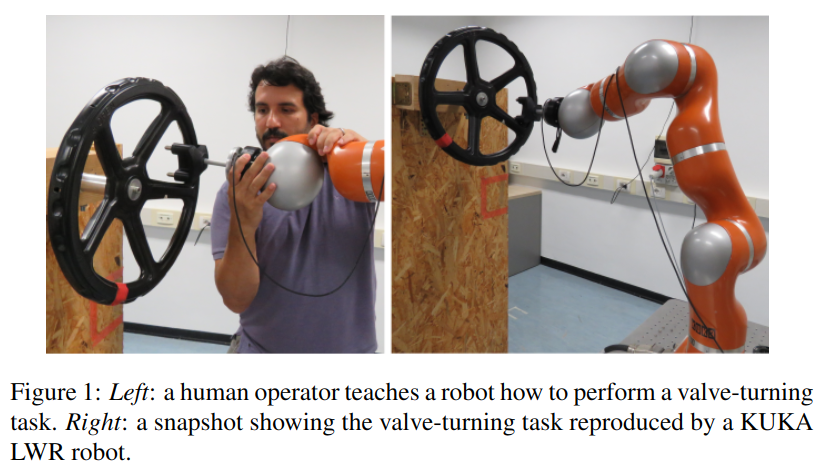 Figure 1: Left: a human operator teaches a robot how to perform a valve-turning
task. Right: a snapshot showing the valve-turning task reproduced by a KUKA
LWR robot.